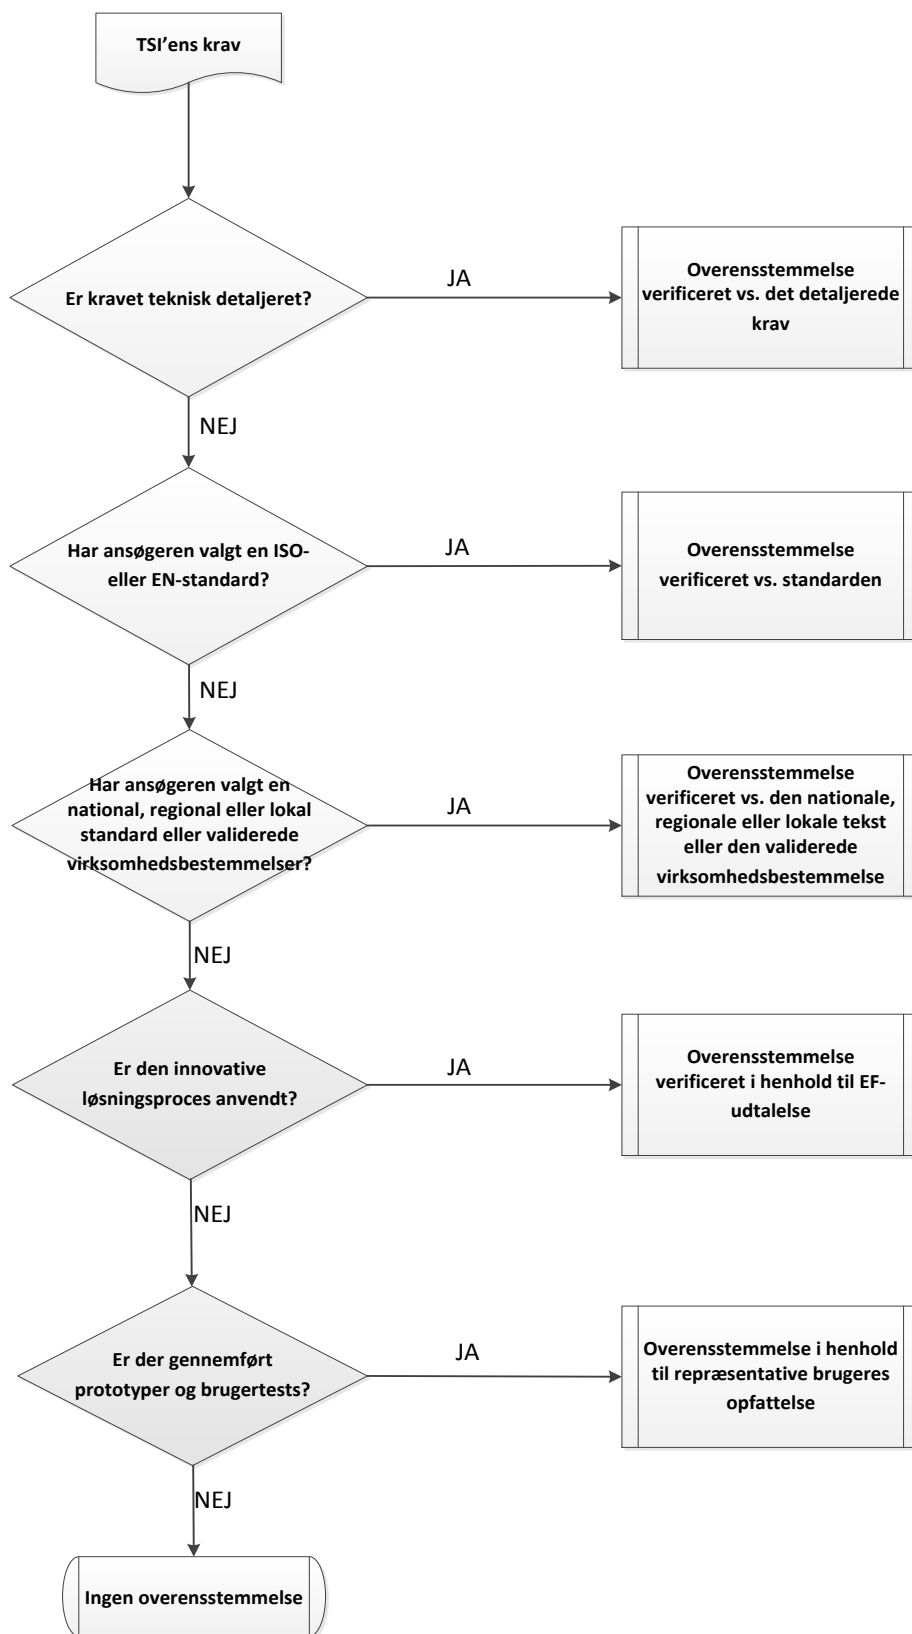 TSI’ens krav
Er kravet teknisk detaljeret?
JA
Overensstemmelse
verificeret vs. det detaljerede
krav
NEJ
Har ansøgeren valgt en ISO-
eller EN-standard?
JA
Overensstemmelse
verificeret vs. standarden
NEJ
Har ansøgeren valgt en
national, regional eller lokal
standard eller validerede
virksomhedsbestemmelser?
JA
Overensstemmelse
verificeret vs. den nationale,
regionale eller lokale tekst
eller den validerede
virksomhedsbestemmelse
NEJ
Er den innovative
løsningsproces anvendt?
JA
Overensstemmelse
verificeret i henhold til EF-
udtalelse
NEJ
Er der gennemført
prototyper og brugertests?
JA
Overensstemmelse i henhold
til repræsentative brugeres
opfattelse
NEJ
Ingen overensstemmelse